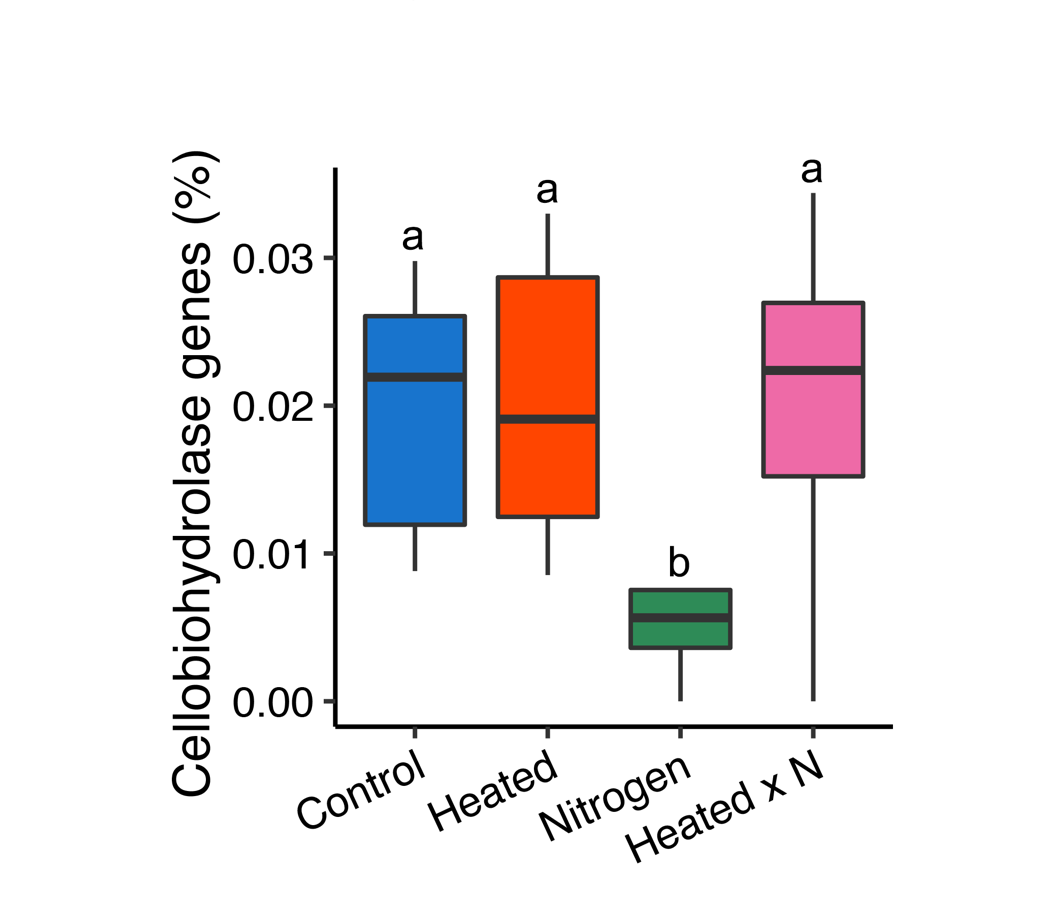 Cellobiohydrolase genes (%)
0.03
0.02
0.01
0.00
a
a
b
a
Control
Heated
Nitrogen
Heated x N